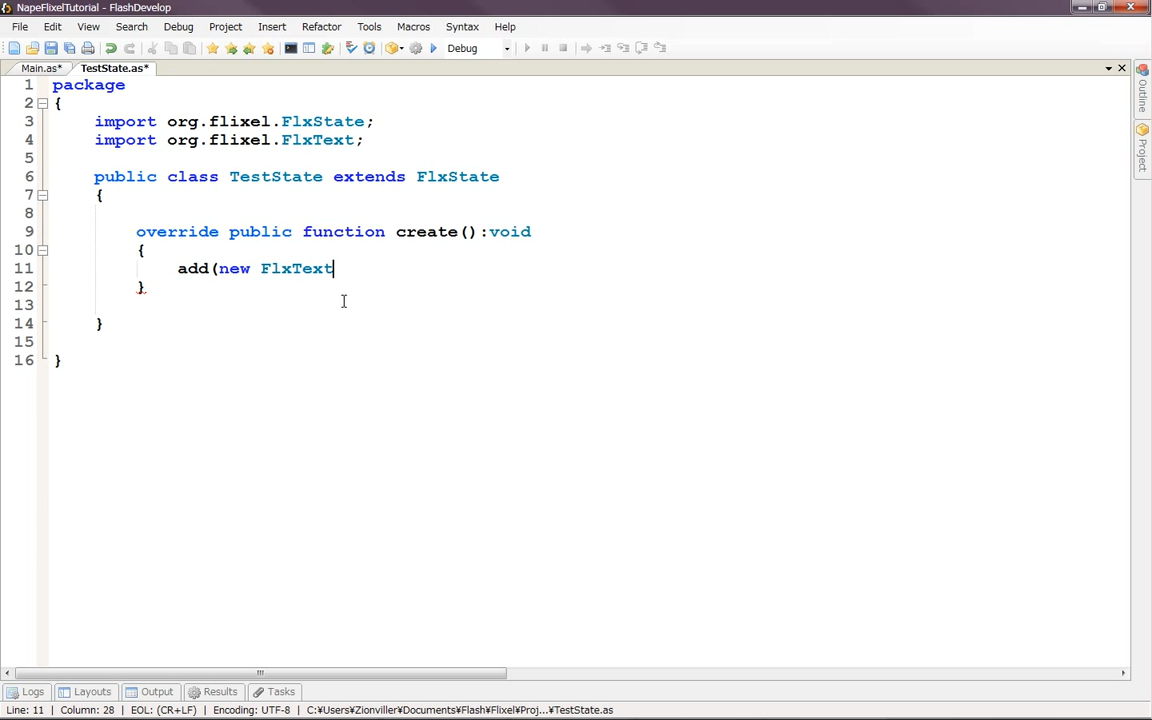 NapeFlixelTutorial - FlashDevelop
File Edit View Search Debug Project Insert Refactor Tools Macros Syntax Help
Debug
Main.as* TestState.as*
1 package
2 {
3 import org.flixel.FlxState;
4 import org.flixel.FlxText;
5
6 public class TestState extends FlxState
7 {
8
9 override public function create():void
10 {
11 add(new FlxText
12 }
13
14 }
15
16 }
Outline
Project
Logs Layouts Output Results Tasks
Line: 11 Column: 28 EOL: (CR+LF) Encoding: UTF-8 C:¥Users¥Zionviller¥Documents¥Flash¥Flixel¥Proj...¥TestState.as